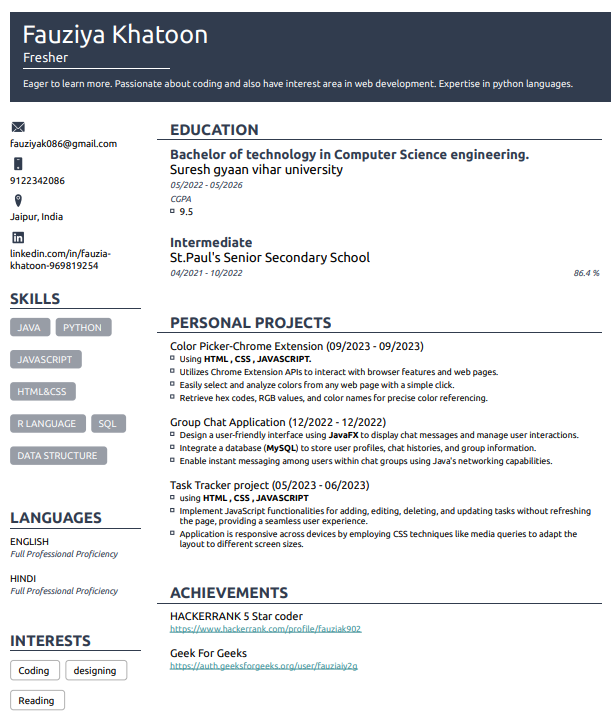 Fauziya Khatoon
Fresher
Eager to learn more. Passionate about coding and also have interest area in web development. Expertise in python languages.
fauziyak086@gmail.com
9122342086
Jaipur, India
linkedin.com/in/fauzia-
khatoon-969819254
SKILLS
JAVA PYTHON
JAVASCRIPT
HTML&CSS
R LANGUAGE SQL
DATA STRUCTURE
LANGUAGES
ENGLISH
Full Professional Proficiency
HINDI
Full Professional Proficiency
INTERESTS
Coding designing
Reading
EDUCATION
Bachelor of technology in Computer Science engineering.
Suresh gyaan vihar university
05/2022 - 05/2026
CGPA
9.5
Intermediate
St.Paul's Senior Secondary School
04/2021 - 10/2022 86.4 %
PERSONAL PROJECTS
Color Picker-Chrome Extension (09/2023 - 09/2023)
Using HTML , CSS , JAVASCRIPT.
Utilizes Chrome Extension APIs to interact with browser features and web pages.
Easily select and analyze colors from any web page with a simple click.
Retrieve hex codes, RGB values, and color names for precise color referencing.
Group Chat Application (12/2022 - 12/2022)
Design a user-friendly interface using JavaFX to display chat messages and manage user interactions.
Integrate a database (MySQL) to store user profiles, chat histories, and group information.
Enable instant messaging among users within chat groups using Java's networking capabilities.
Task Tracker project (05/2023 - 06/2023)
using HTML , CSS , JAVASCRIPT
Implement JavaScript functionalities for adding, editing, deleting, and updating tasks without refreshing
the page, providing a seamless user experience.
Application is responsive across devices by employing CSS techniques like media queries to adapt the
layout to different screen sizes.
ACHIEVEMENTS
HACKERRANK 5 Star coder
https://www.hackerrank.com/profile/fauziak902
Geek For Geeks
https://auth.geeksforgeeks.org/user/fauziaiy2g